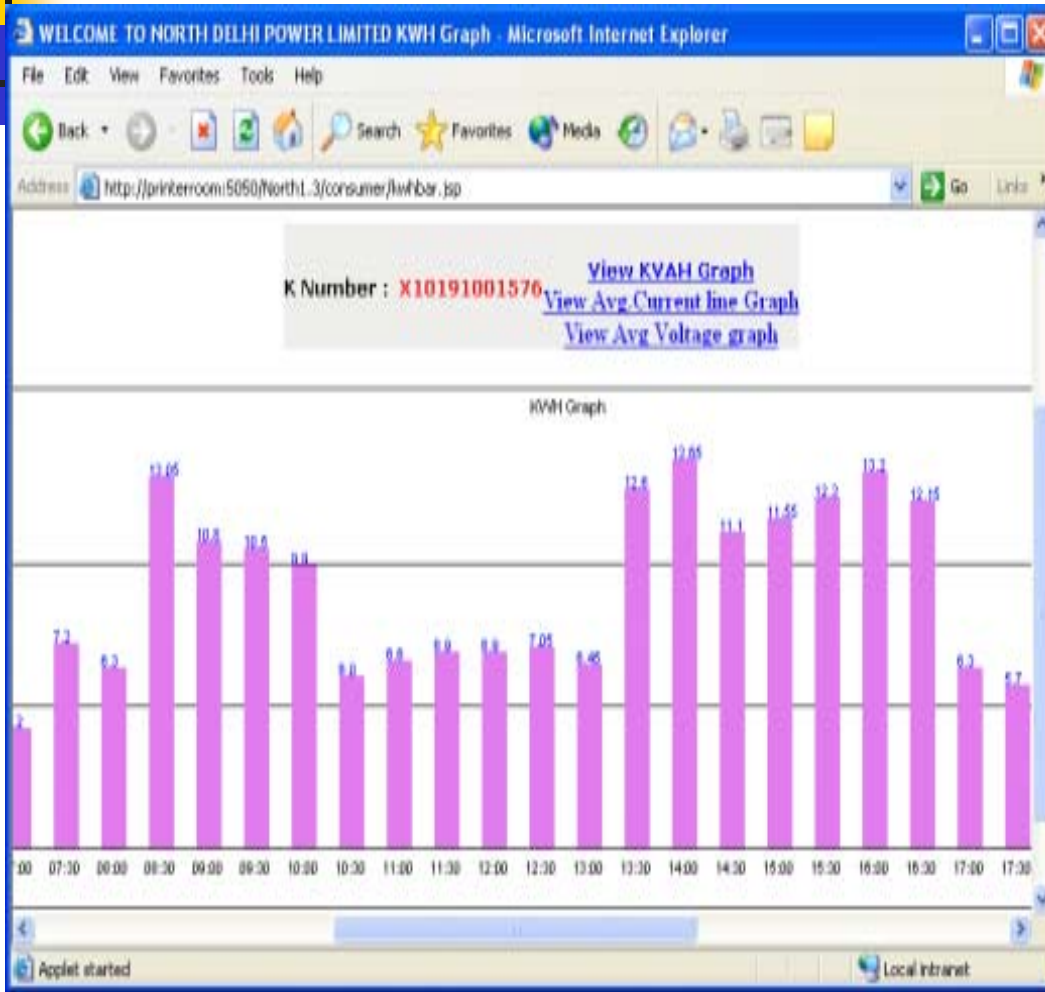 WELCOME TO NORTH DELHI POWER LIMITED KWH Graph - Microsoft Internet Explorer
File Edit View Favorites Tools Help
Back Search Favorites Media
Address http://printerroom:5050/North1.3/consumer/kwhbar.jsp Go Links
K Number : X10191001576
View KVAH Graph
View Avg.Current line Graph
View Avg Voltage graph
KWH Graph
7.2 6.3 13.05 9.9 6.9 6.9 7.05 6.45 12.6 13.65 11.1 11.55 12.2 13.2 12.15 6.3 5.7
07:30 08:00 08:30 09:00 09:30 10:00 10:30 11:00 11:30 12:00 12:30 13:00 13:30 14:00 14:30 15:00 15:30 16:00 16:30 17:00 17:30
Applet started Local intranet